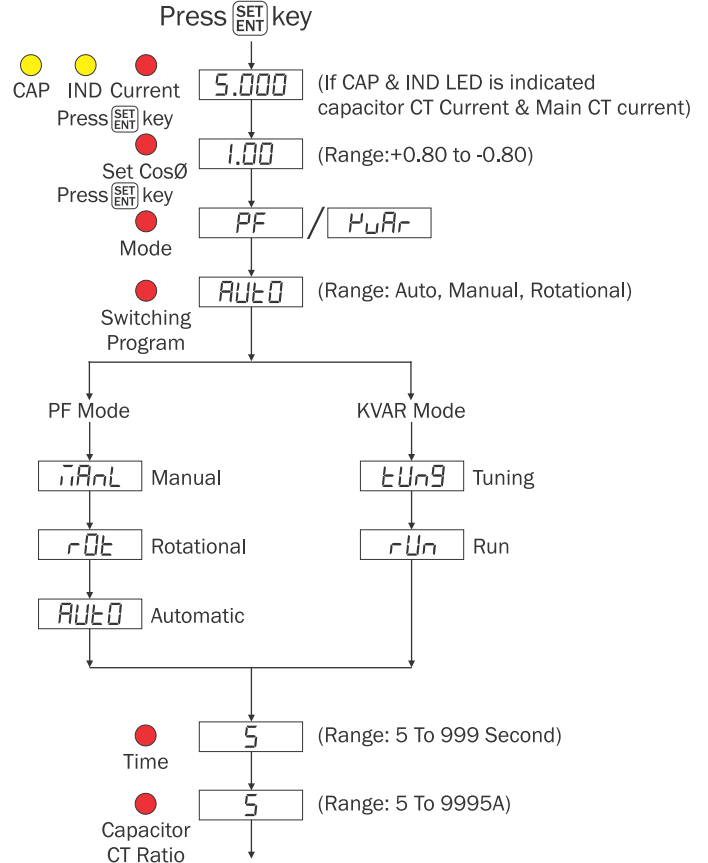 Press SET ENT key
CAP IND Current 5.000 (If CAP & IND LED is indicated
capacitor CT Current & Main CT current)
Press SET ENT key
Set CosØ 1.00 (Range:+0.80 to -0.80)
Press SET ENT key
Mode PF / KvAr
AUtO (Range: Auto, Manual, Rotational)
Switching
Program
PF Mode KVAR Mode
mAnL Manual tUng Tuning
rOt Rotational rUn Run
AUtO Automatic
5 (Range: 5 To 999 Second)
Time
5 (Range: 5 To 9995A)
Capacitor
CT Ratio